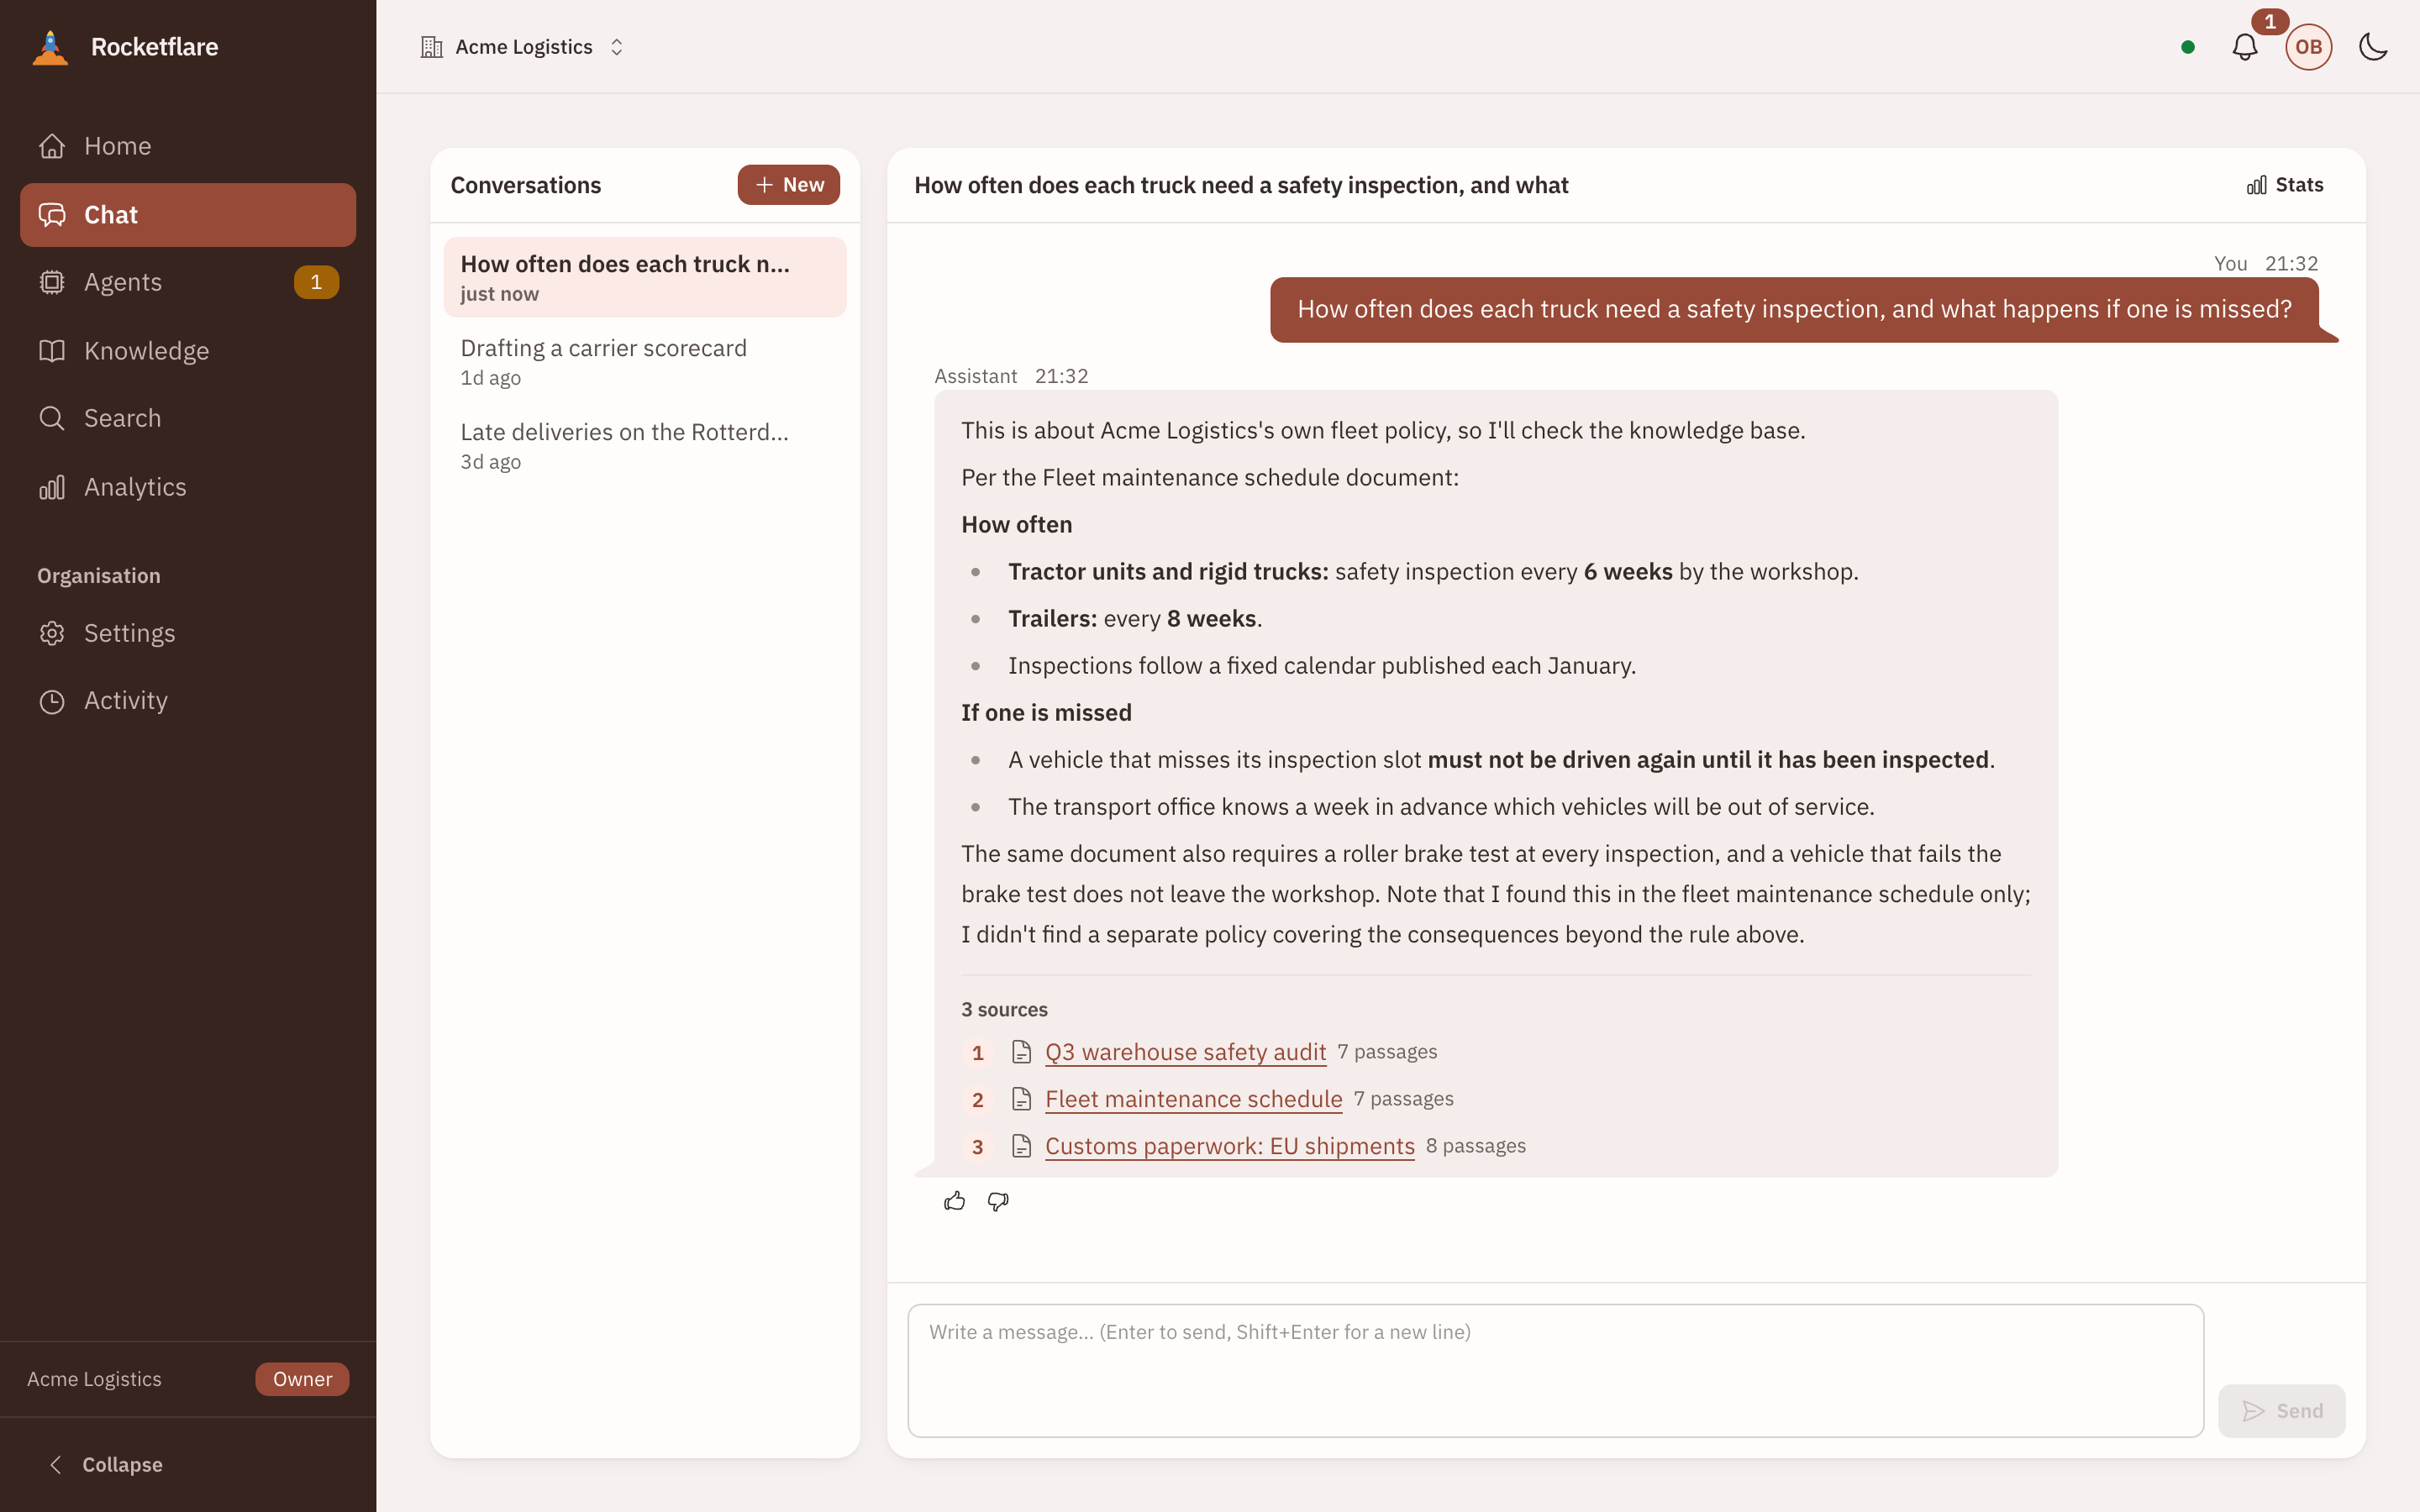 Rocketflare
Home
Chat
Agents
1
Knowledge
Search
Analytics
Organisation
Settings
Activity
Acme Logistics
Owner
Collapse
Acme Logistics
1
OB
Conversations
New
How often does each truck n...
just now
Drafting a carrier scorecard
1d ago
Late deliveries on the Rotterd...
3d ago
How often does each truck need a safety inspection, and what
Stats
You 21:32
How often does each truck need a safety inspection, and what happens if one is missed?
Assistant 21:32
This is about Acme Logistics's own fleet policy, so I'll check the knowledge base.
Per the Fleet maintenance schedule document:
How often
Tractor units and rigid trucks: safety inspection every 6 weeks by the workshop.
Trailers: every 8 weeks.
Inspections follow a fixed calendar published each January.
If one is missed
A vehicle that misses its inspection slot must not be driven again until it has been inspected.
The transport office knows a week in advance which vehicles will be out of service.
The same document also requires a roller brake test at every inspection, and a vehicle that fails the
brake test does not leave the workshop. Note that I found this in the fleet maintenance schedule only;
I didn't find a separate policy covering the consequences beyond the rule above.
3 sources
1 Q3 warehouse safety audit 7 passages
2 Fleet maintenance schedule 7 passages
3 Customs paperwork: EU shipments 8 passages
Write a message... (Enter to send, Shift+Enter for a new line)
Send